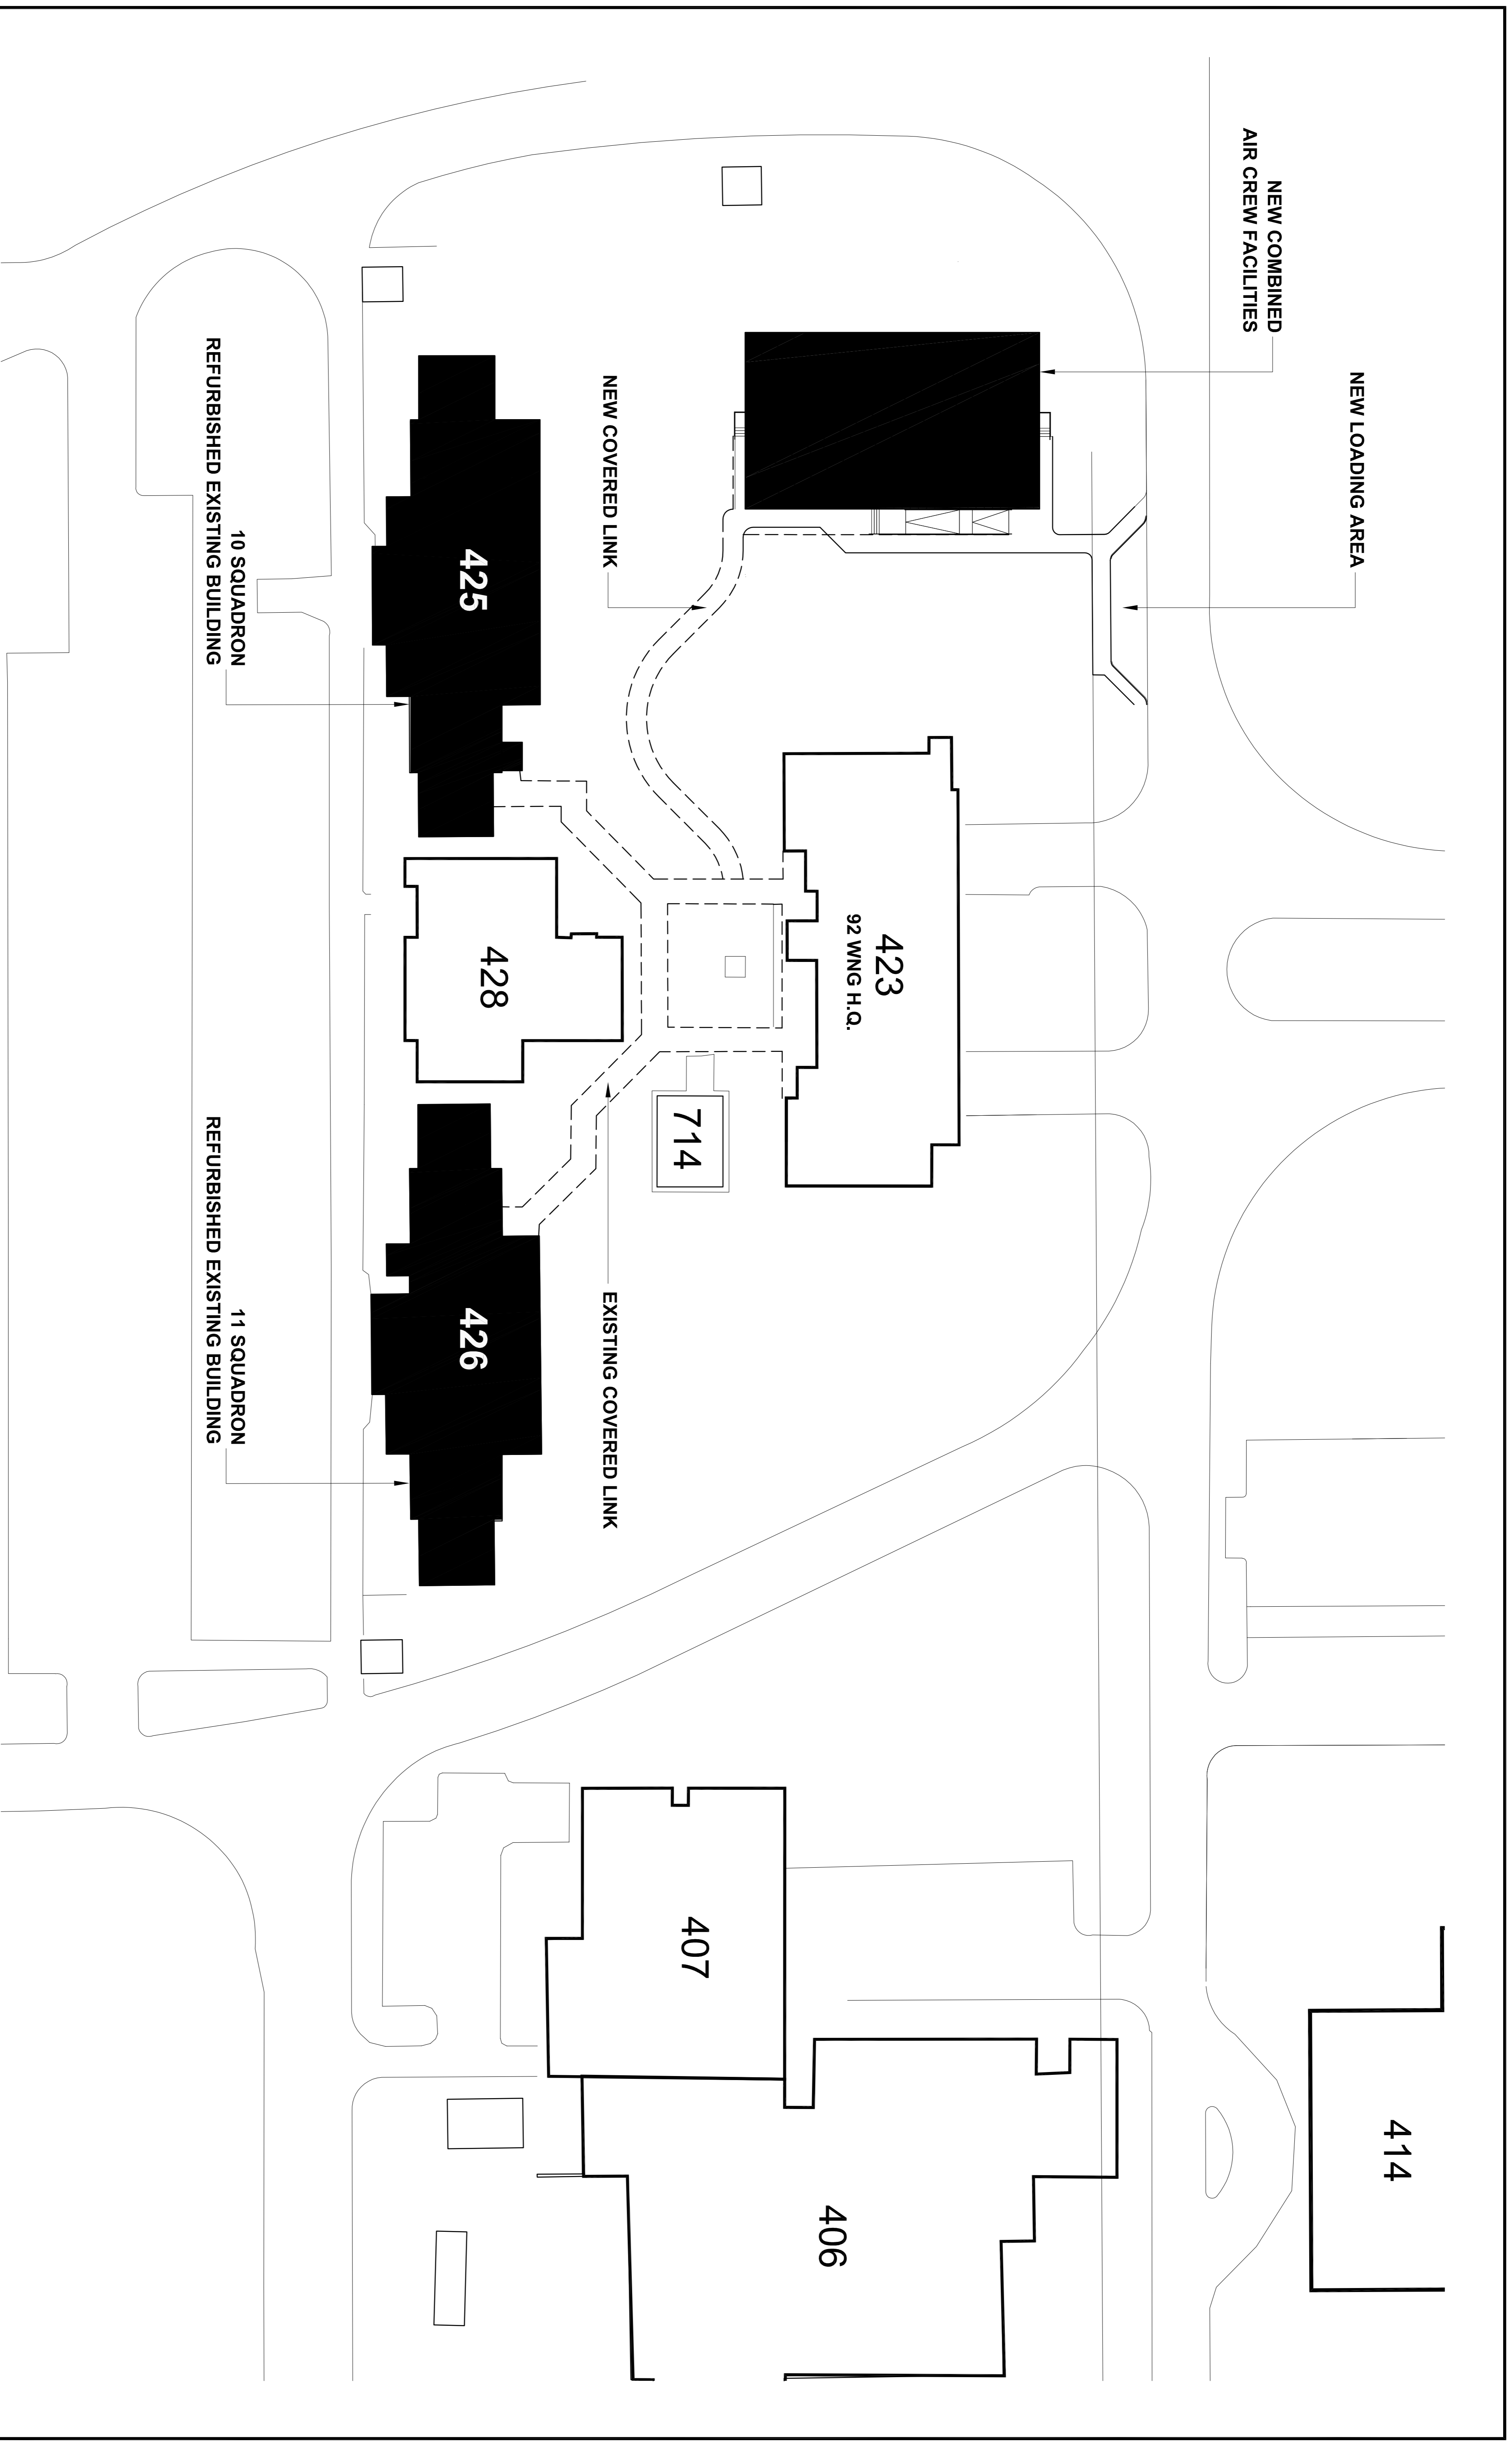 NEW LOADING AREA
NEW COMBINED
AIR CREW FACILITIES
414
423
92 WNG H.Q.
406
714
407
NEW COVERED LINK
EXISTING COVERED LINK
425
428
426
10 SQUADRON
REFURBISHED EXISTING BUILDING
11 SQUADRON
REFURBISHED EXISTING BUILDING